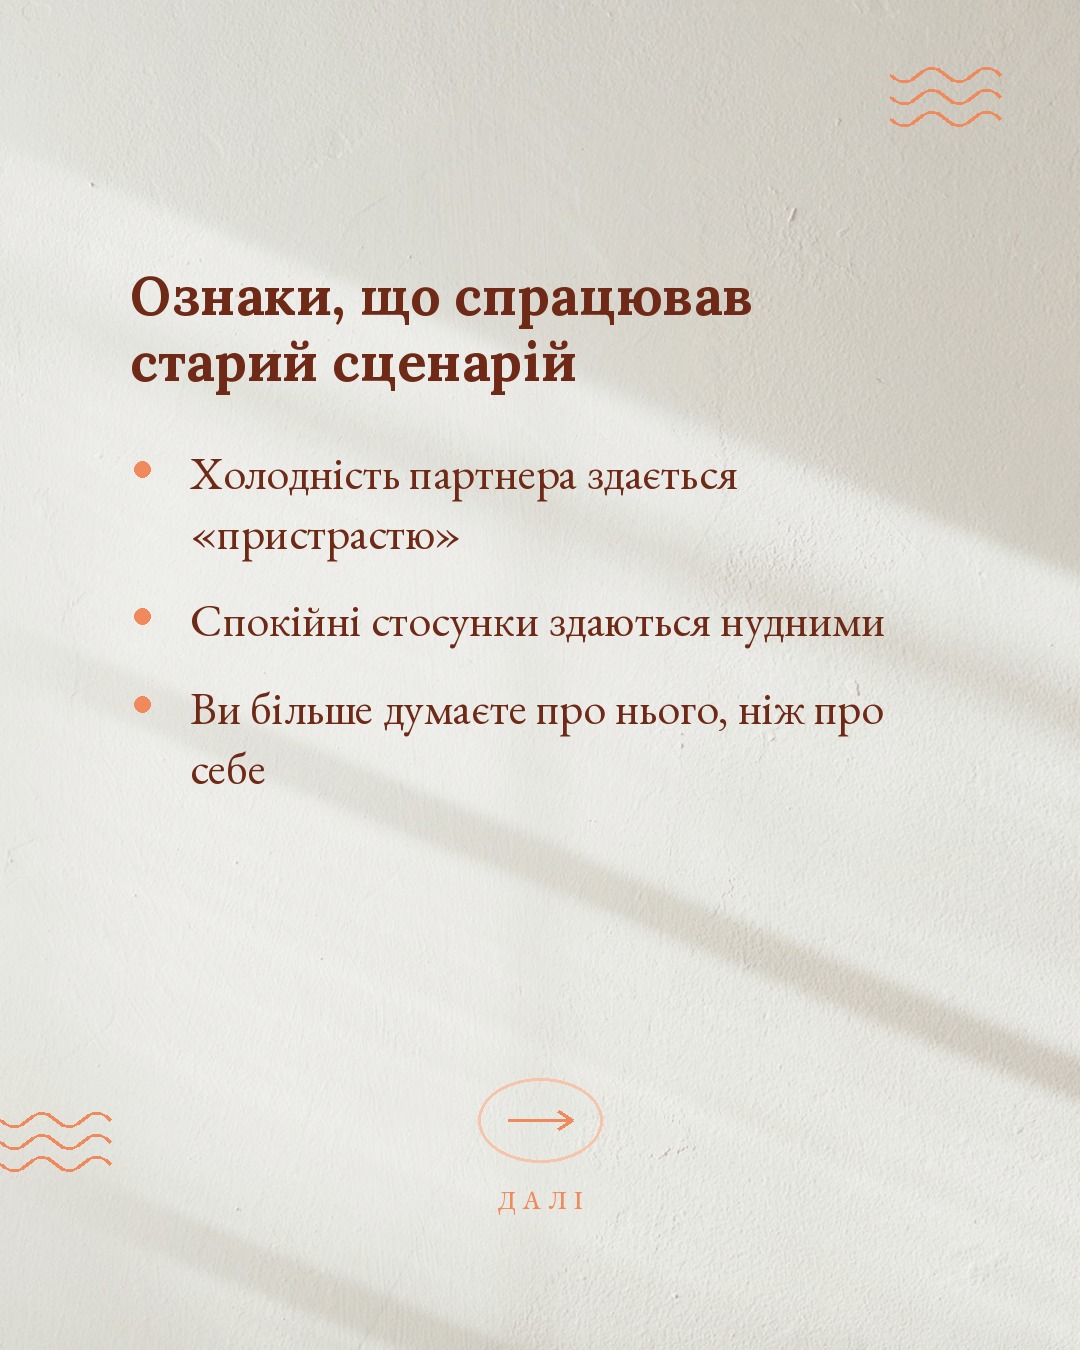 Ознаки, що спрацював
старий сценарій
Холодність партнера здається
«пристрастю»
Спокійні стосунки здаються нудними
Ви більше думаєте про нього, ніж про
себе
ДАЛІ